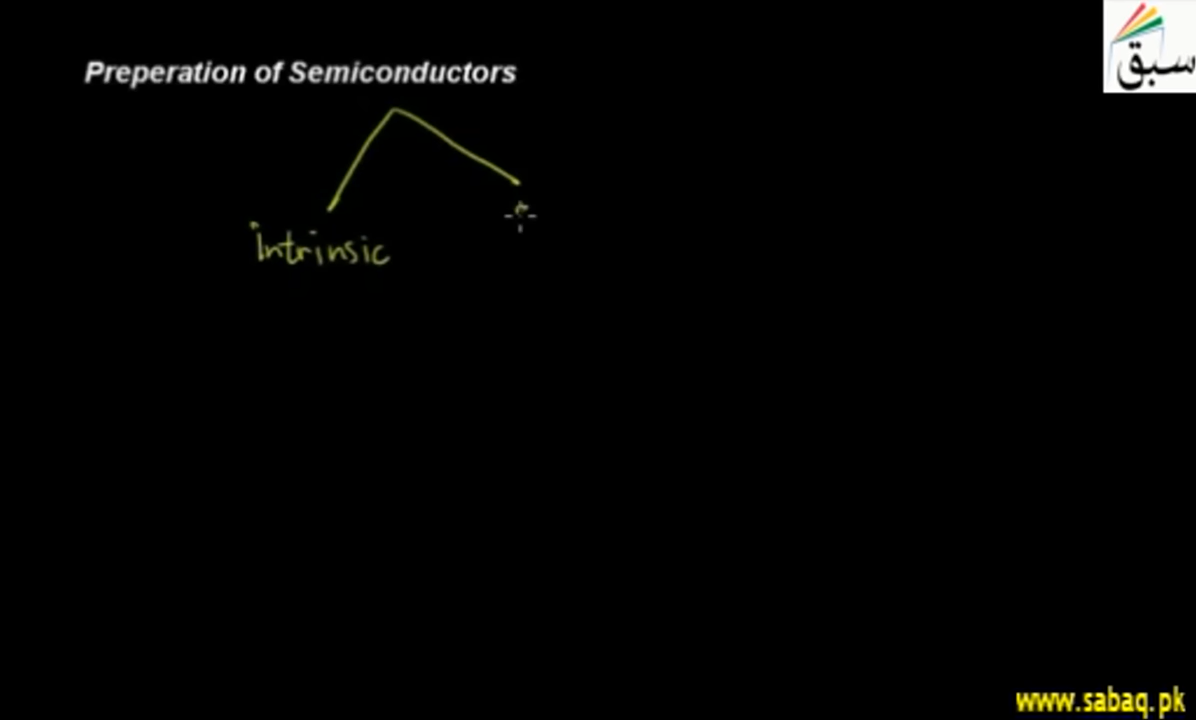 سبق
Preperation of Semiconductors
intrinsic
www.sabaq.pk